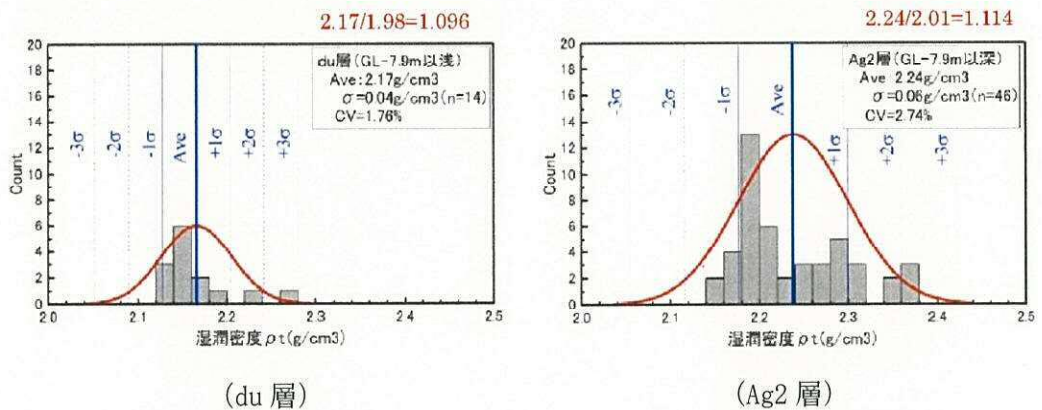 2.17/1.98=1.096
du層(GL-7.9m以浅)
Ave:2.17g/cm3
σ=0.04g/cm3(n=14)
CV=1.76%
-3σ
-2σ
-1σ
Ave
+1σ
+2σ
+3σ
Count
20
18
16
14
12
10
8
6
4
2
0
2.0 2.1 2.2 2.3 2.4 2.5
湿潤密度ρt(g/cm3)
(du 層)
2.24/2.01=1.114
Ag2層(GL-7.9m以深)
Ave 2 24g/cm3
σ=0.06g/cm3(n=46)
CV=2.74%
-3σ
-2σ
-1σ
Ave
+1σ
+2σ
+3σ
Count
20
18
16
14
12
10
8
6
4
2
0
2.0 2.1 2.2 2.3 2.4 2.5
湿潤密度ρt(g/cm3)
(Ag2 層)